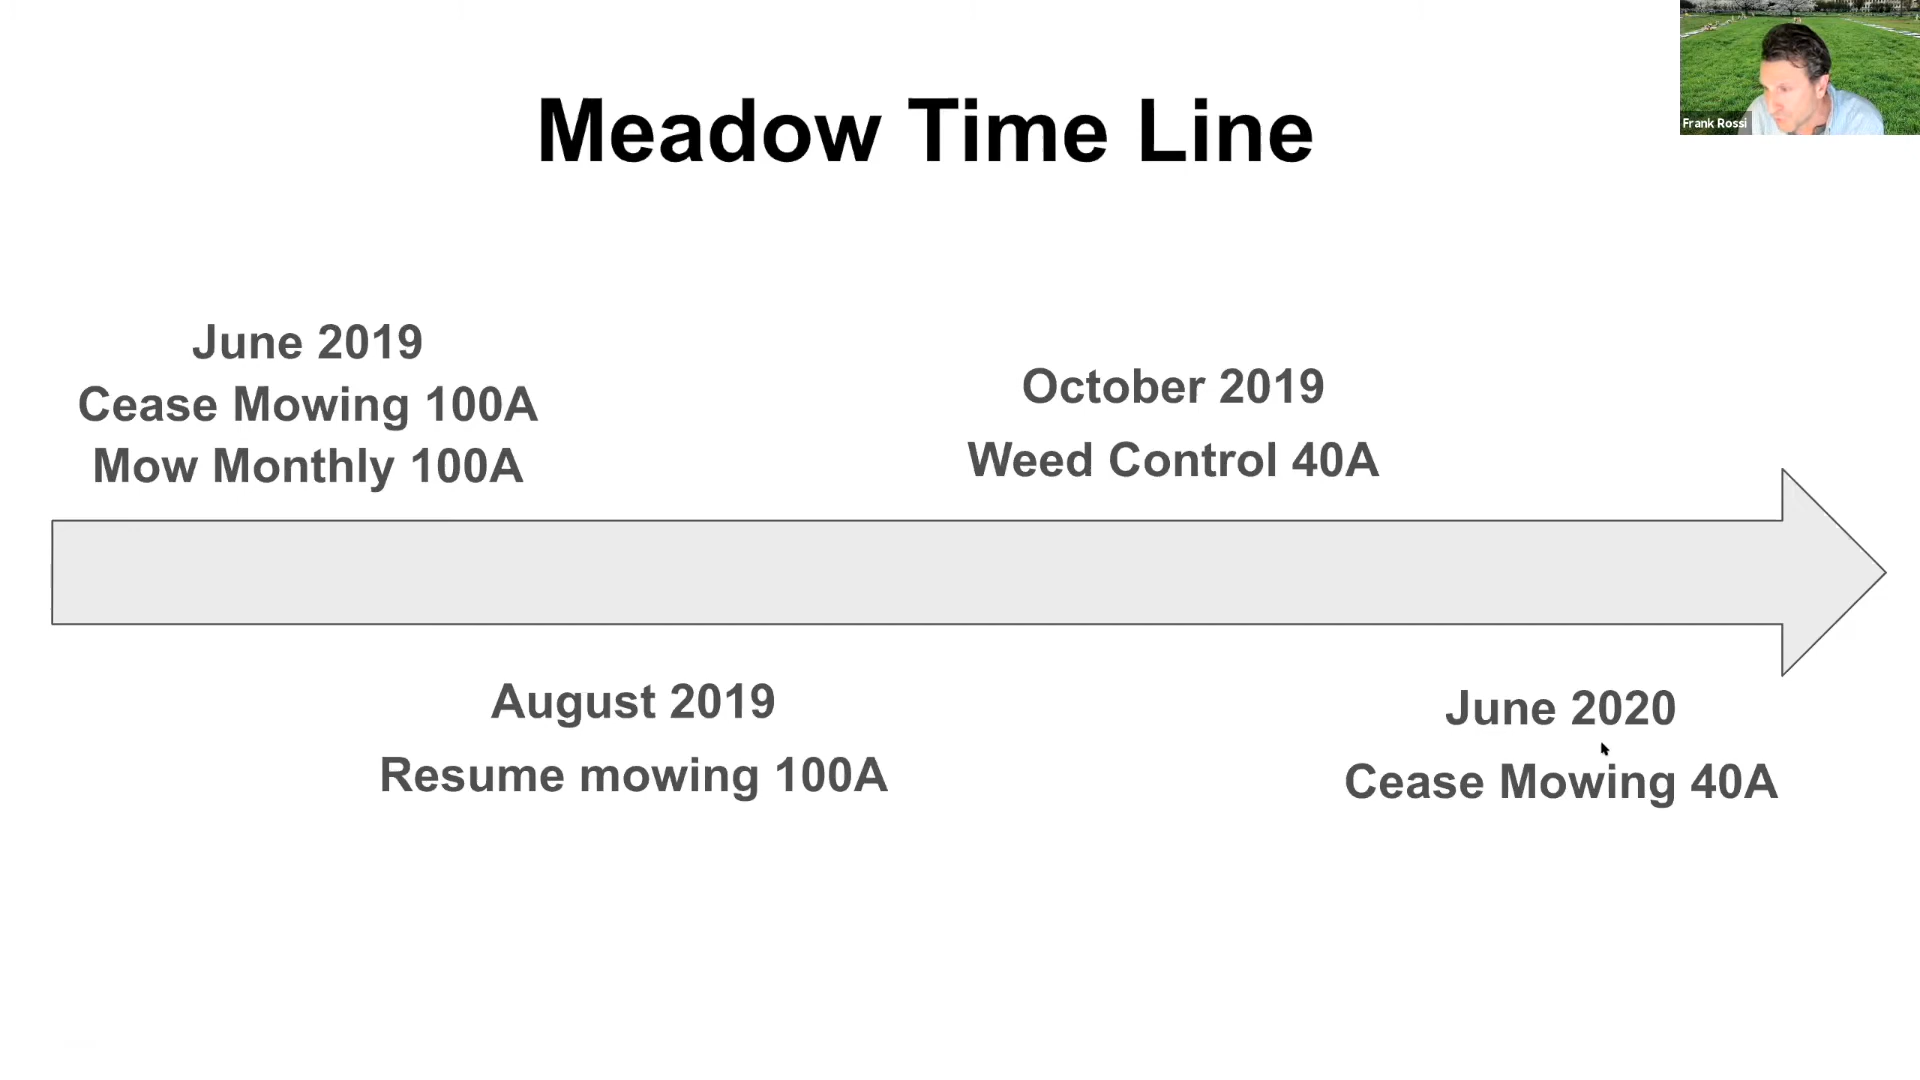 Meadow Time Line
Frank Rossi
June 2019
Cease Mowing 100A
Mow Monthly 100A
October 2019
Weed Control 40A
August 2019
Resume mowing 100A
June 2020
Cease Mowing 40A